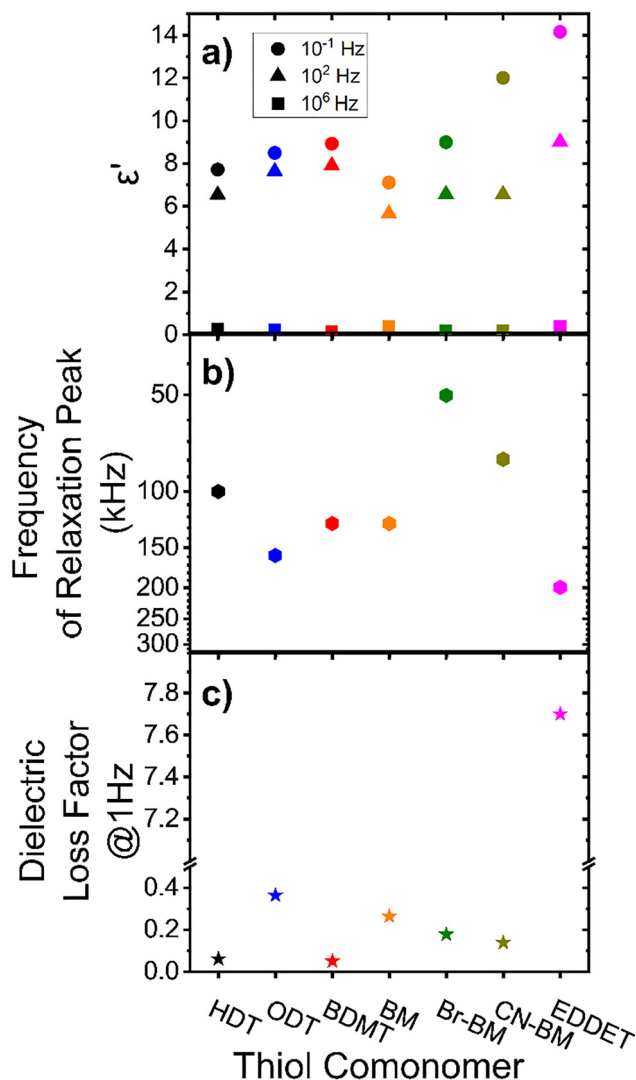 a)
10⁻¹ Hz
10² Hz
10⁶ Hz
14
12
10
8
6
4
2
0
ε'
b)
50
100
150
200
250
300
Frequency
of Relaxation Peak
(kHz)
c)
7.8
7.6
7.4
7.2
0.4
0.2
0.0
Dielectric
Loss Factor
@1Hz
HDT
ODT
BDMT
BM
Br-BM
CN-BM
EDDET
Thiol Comonomer